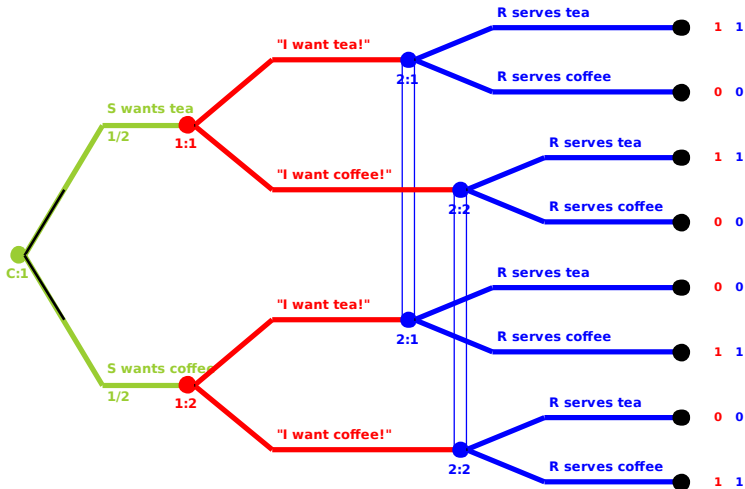 R serves tea
1 1
"I want tea!"
2:1
R serves coffee
0 0
S wants tea
1/2
1:1
R serves tea
1 1
"I want coffee!"
2:2
R serves coffee
0 0
C:1
R serves tea
0 0
"I want tea!"
2:1
R serves coffee
1 1
S wants coffee
1/2
1:2
R serves tea
0 0
"I want coffee!"
2:2
R serves coffee
1 1